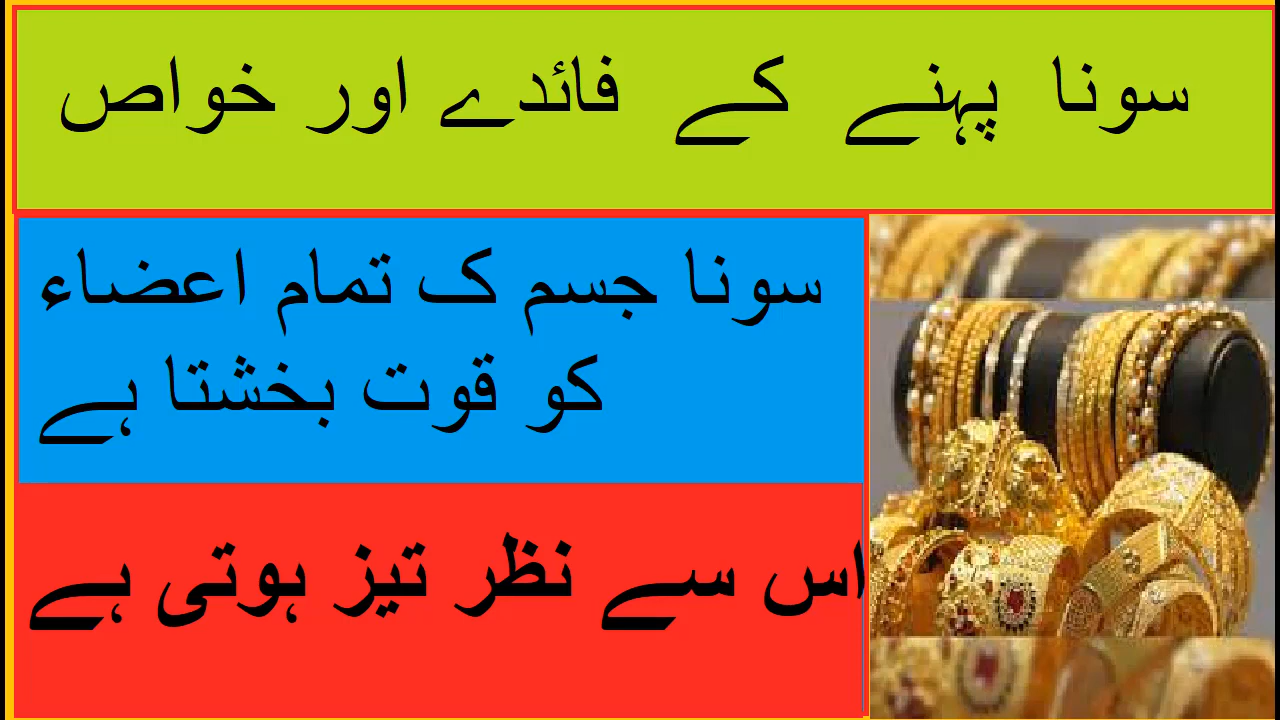 سونا پہنے کے فائدے اور خواص
سونا جسم ک تمام اعضاء
کو قوت بخشتا ہے
اس سے نظر تیز ہوتی ہے